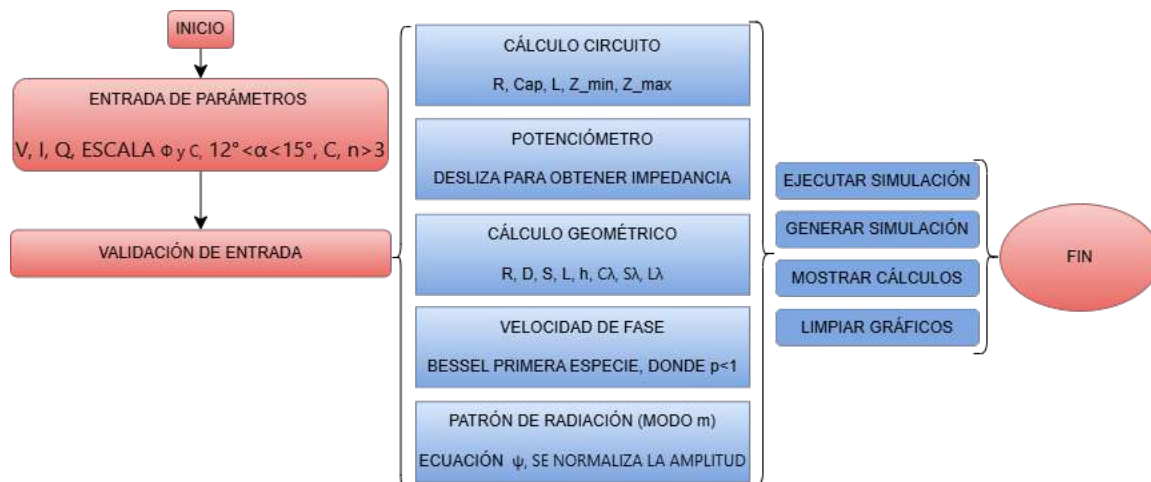 INICIO
ENTRADA DE PARÁMETROS
V, I, Q, ESCALA Φ y C, 12°<α<15°, C, n>3
VALIDACIÓN DE ENTRADA
CÁLCULO CIRCUITO
R, Cap, L, Z_min, Z_max
POTENCIÓMETRO
DESLIZA PARA OBTENER IMPEDANCIA
CÁLCULO GEOMÉTRICO
R, D, S, L, h, Cλ, Sλ, Lλ
VELOCIDAD DE FASE
BESSEL PRIMERA ESPECIE, DONDE p<1
PATRÓN DE RADIACIÓN (MODO m)
ECUACIÓN ψ, SE NORMALIZA LA AMPLITUD
EJECUTAR SIMULACIÓN
GENERAR SIMULACIÓN
MOSTRAR CÁLCULOS
LIMPIAR GRÁFICOS
FIN